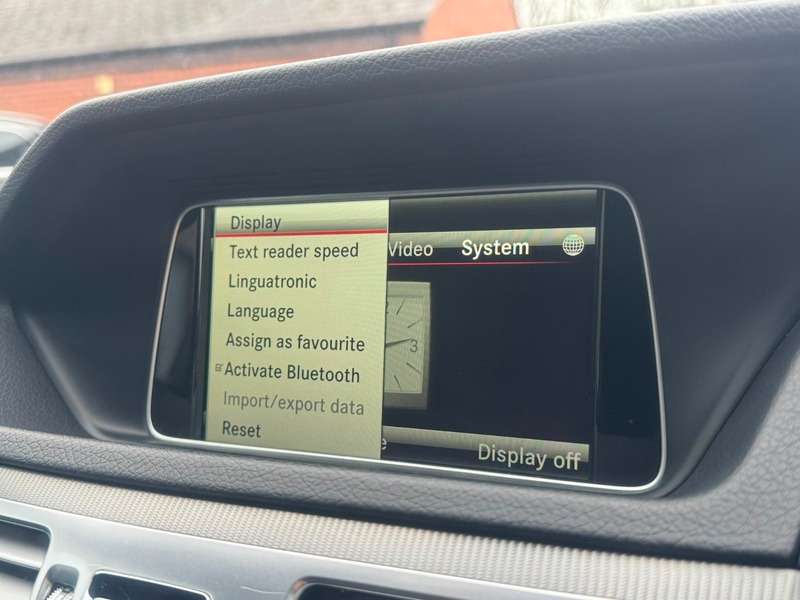 Display
Text reader speed
Linguatronic
Language
Assign as favourite
Activate Bluetooth
Import/export data
Reset
Video System
3
Display off